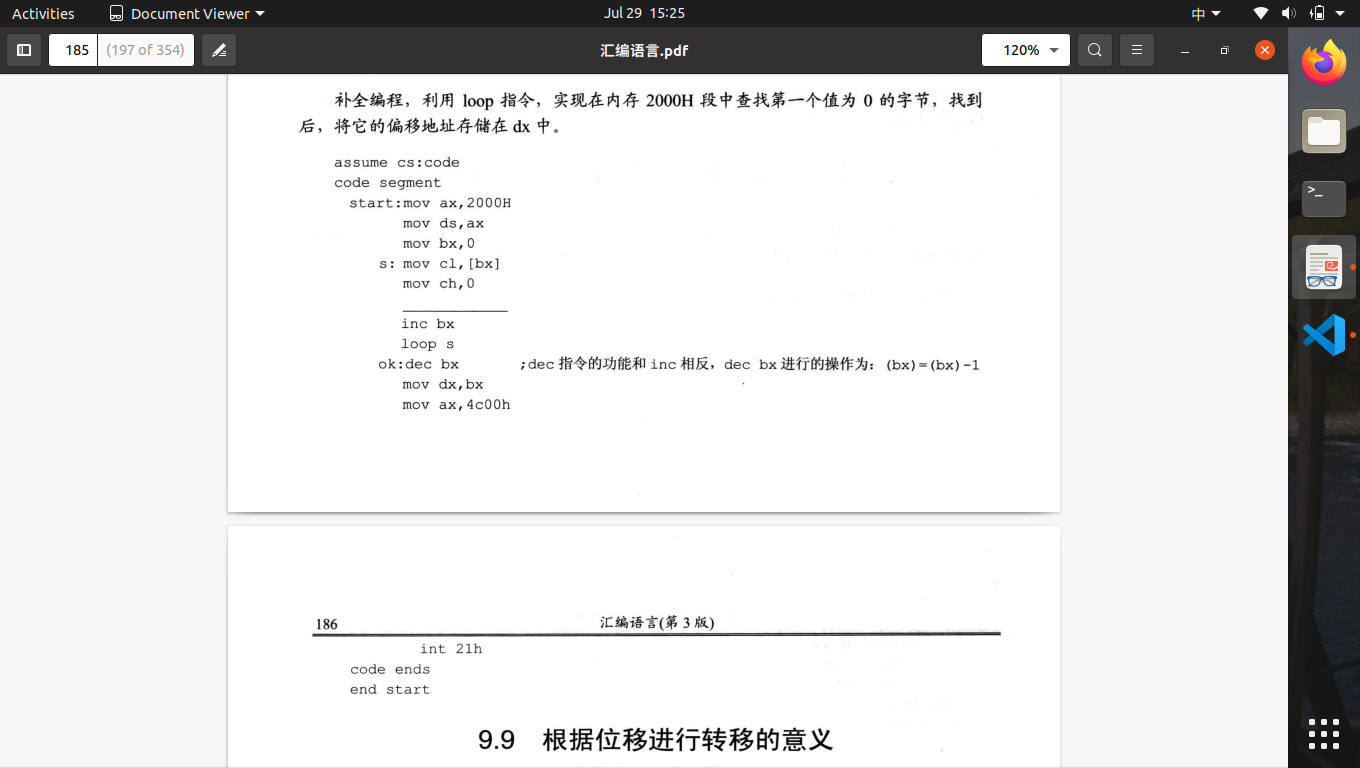 Activities
Document Viewer
Jul 29 15:25
中
185
(197 of 354)
汇编语言.pdf
120%
补全编程，利用 loop 指令，实现在内存 2000H 段中查找第一个值为 0 的字节，找到
后，将它的偏移地址存储在 dx 中。
assume cs:code
code segment
start:mov ax,2000H
mov ds,ax
mov bx,0
s: mov cl,[bx]
mov ch,0
____________
inc bx
loop s
ok:dec bx ;dec 指令的功能和 inc 相反，dec bx 进行的操作为：(bx)=(bx)-1
mov dx,bx
mov ax,4c00h
186 汇编语言(第 3 版)
int 21h
code ends
end start
9.9 根据位移进行转移的意义